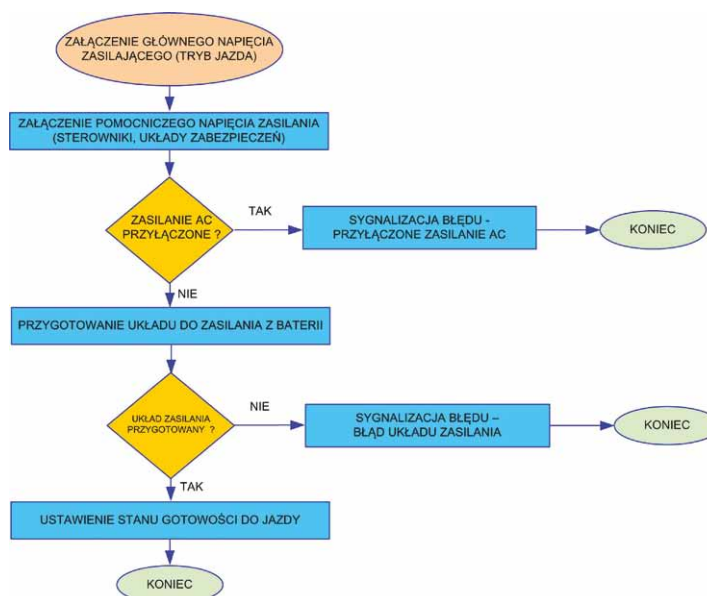 ZAŁĄCZENIE GŁÓWNEGO NAPIĘCIA
ZASILAJĄCEGO (TRYB JAZDA)
ZAŁĄCZENIE POMOCNICZEGO NAPIĘCIA ZASILANIA
(STEROWNIKI, UKŁADY ZABEZPIECZEŃ)
ZASILANIE AC
PRZYŁĄCZONE ?
TAK
SYGNALIZACJA BŁĘDU -
PRZYŁĄCZONE ZASILANIE AC
KONIEC
NIE
PRZYGOTOWANIE UKŁADU DO ZASILANIA Z BATERII
UKŁAD ZASILANIA
PRZYGOTOWANY ?
NIE
SYGNALIZACJA BŁĘDU –
BŁĄD UKŁADU ZASILANIA
KONIEC
TAK
USTAWIENIE STANU GOTOWOŚCI DO JAZDY
KONIEC